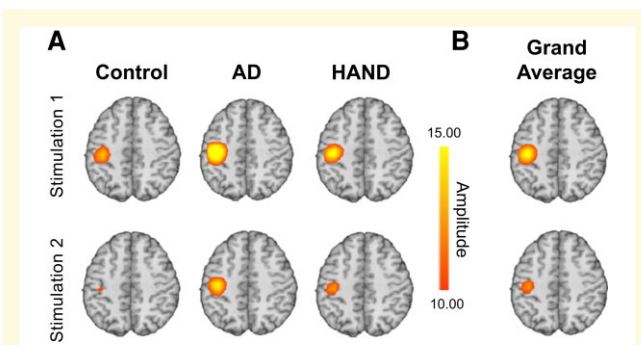 A
B
Control
AD
HAND
Grand
Average
Stimulation 1
Stimulation 2
15.00
Amplitude
10.00